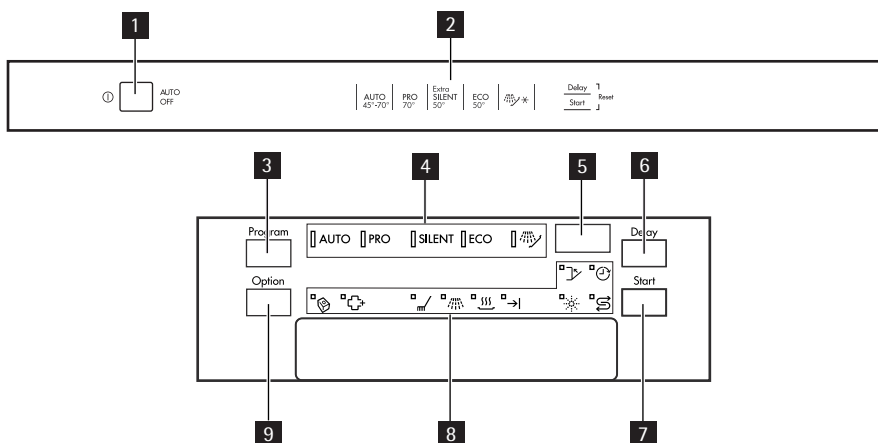 1 2
AUTO OFF
AUTO 45°-70°
PRO 70°
Extra SILENT 50°
ECO 50°
Delay
Start
Reset
3 4 5 6
Program
AUTO PRO SILENT ECO
Delay
Option
Start
9 8 7